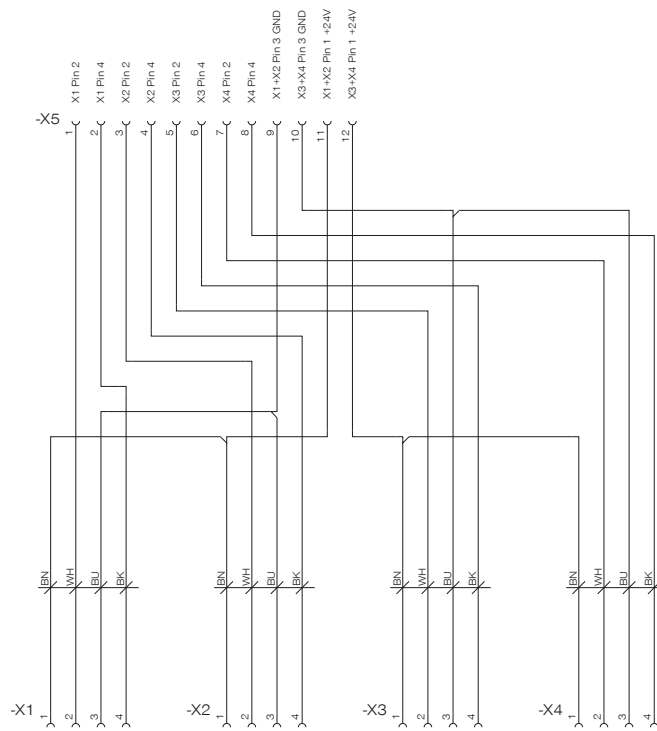 X1 Pin 2
X1 Pin 4
X2 Pin 2
X2 Pin 4
X3 Pin 2
X3 Pin 4
X4 Pin 2
X4 Pin 4
X1+X2 Pin 3 GND
X3+X4 Pin 3 GND
X1+X2 Pin 1 +24V
X3+X4 Pin 1 +24V
-X5
1
2
3
4
5
6
7
8
9
10
11
12
BN
WH
BU
BK
BN
WH
BU
BK
BN
WH
BU
BK
BN
WH
BU
BK
-X1
1
2
3
4
-X2
1
2
3
4
-X3
1
2
3
4
-X4
1
2
3
4